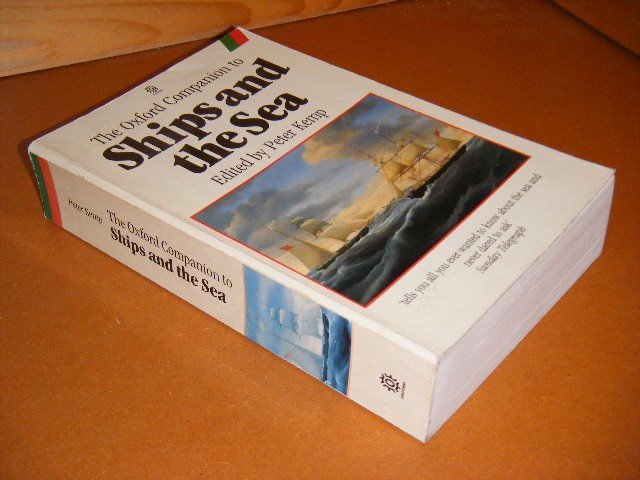 The Oxford Companion to
Ships and
the Sea
Edited by Peter Kemp
'tells you all you ever wanted to know about the sea and
never dared to ask'
Sunday Telegraph
Peter Kemp
The Oxford Companion to
Ships and the Sea
OXFORD